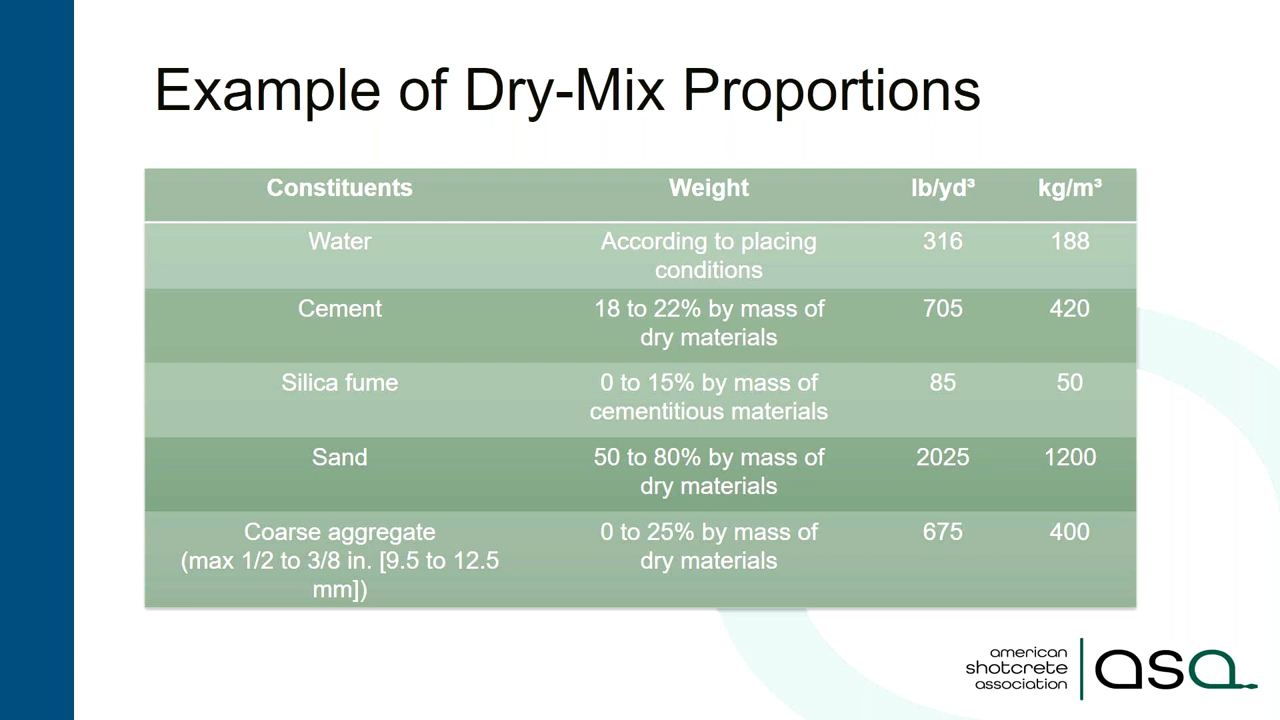 Example of Dry-Mix Proportions
Constituents Weight lb/yd³ kg/m³
Water According to placing 316 188
conditions
Cement 18 to 22% by mass of 705 420
dry materials
Silica fume 0 to 15% by mass of 85 50
cementitious materials
Sand 50 to 80% by mass of 2025 1200
dry materials
Coarse aggregate 0 to 25% by mass of 675 400
(max 1/2 to 3/8 in. [9.5 to 12.5 dry materials
mm])
american
shotcrete
association
asa